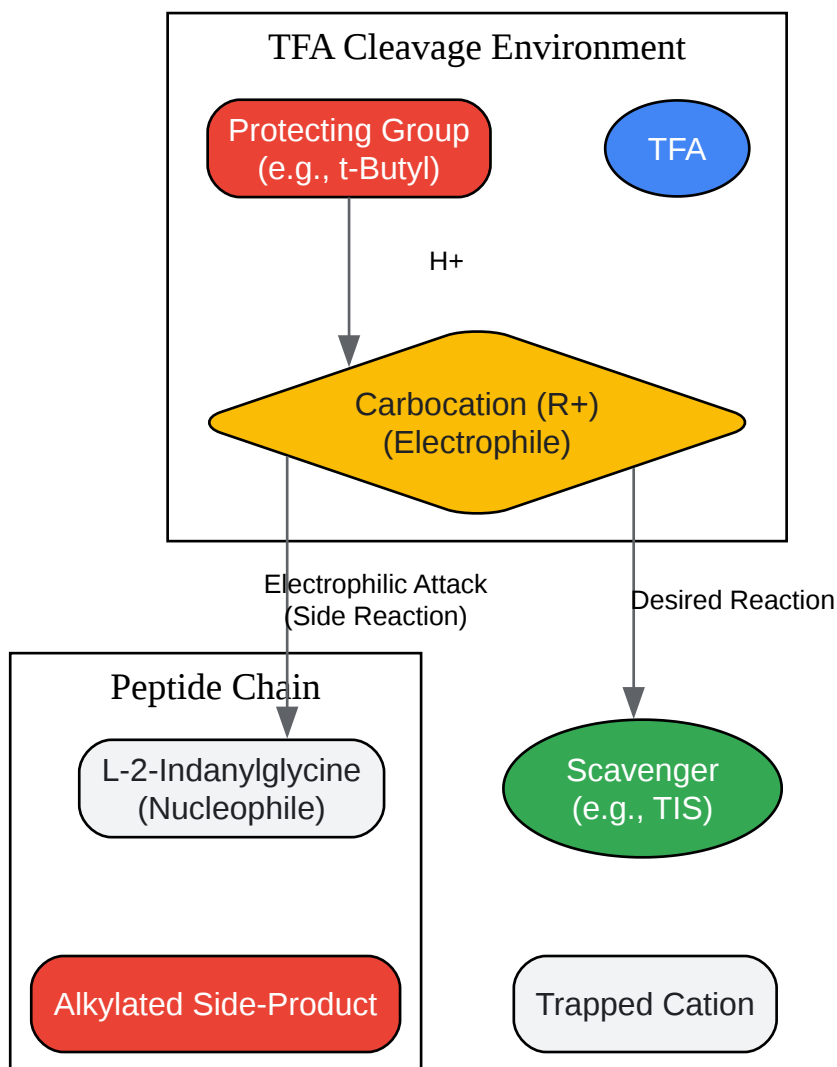 TFA Cleavage Environment
Protecting Group
(e.g., t-Butyl)
TFA
H+
Carbocation (R+)
(Electrophile)
Electrophilic Attack
(Side Reaction)
Desired Reaction
Peptide Chain
L-2-Indanylglycine
(Nucleophile)
Scavenger
(e.g., TIS)
Alkylated Side-Product
Trapped Cation